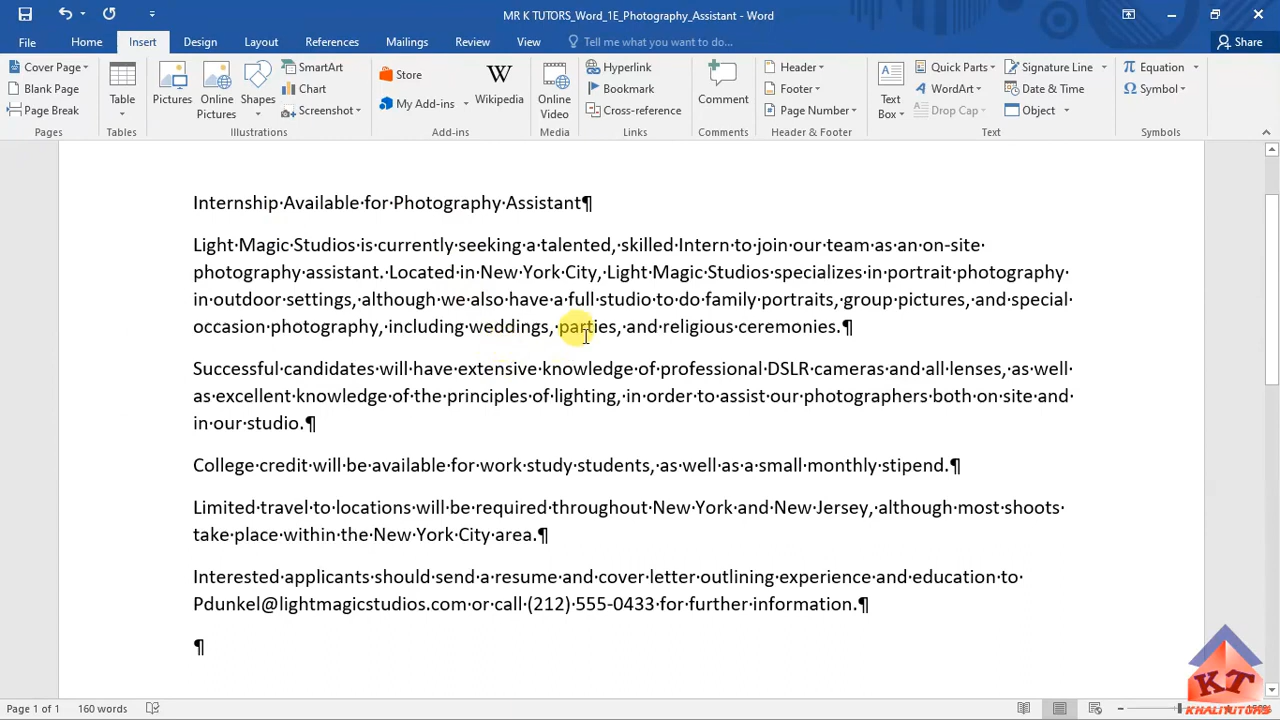 MR K TUTORS_Word_1E_Photography_Assistant - Word
File Home Insert Design Layout References Mailings Review View Tell me what you want to do... Share
Cover Page
Blank Page
Page Break
Pages
Table
Tables
Pictures
Online Pictures
Shapes
SmartArt
Chart
Screenshot
Illustrations
Store
My Add-ins
Wikipedia
Add-ins
Online Video
Media
Hyperlink
Bookmark
Cross-reference
Links
Comment
Comments
Header
Footer
Page Number
Header & Footer
Text Box
Quick Parts
WordArt
Drop Cap
Signature Line
Date & Time
Object
Text
Equation
Symbol
Symbols
Internship·Available·for·Photography·Assistant¶
Light·Magic·Studios·is·currently·seeking·a·talented,·skilled·Intern·to·join·our·team·as·an·on-site·
photography·assistant.·Located·in·New·York·City,·Light·Magic·Studios·specializes·in·portrait·photography·
in·outdoor·settings,·although·we·also·have·a·full·studio·to·do·family·portraits,·group·pictures,·and·special·
occasion·photography,·including·weddings,·parties,·and·religious·ceremonies.¶
Successful·candidates·will·have·extensive·knowledge·of·professional·DSLR·cameras·and·all·lenses,·as·well·
as·excellent·knowledge·of·the·principles·of·lighting,·in·order·to·assist·our·photographers·both·on·site·and·
in·our·studio.¶
College·credit·will·be·available·for·work·study·students,·as·well·as·a·small·monthly·stipend.¶
Limited·travel·to·locations·will·be·required·throughout·New·York·and·New·Jersey,·although·most·shoots·
take·place·within·the·New·York·City·area.¶
Interested·applicants·should·send·a·resume·and·cover·letter·outlining·experience·and·education·to·
Pdunkel@lightmagicstudios.com·or·call·(212)·555-0433·for·further·information.¶
¶
KT
KHALITUTORS
Page 1 of 1 160 words